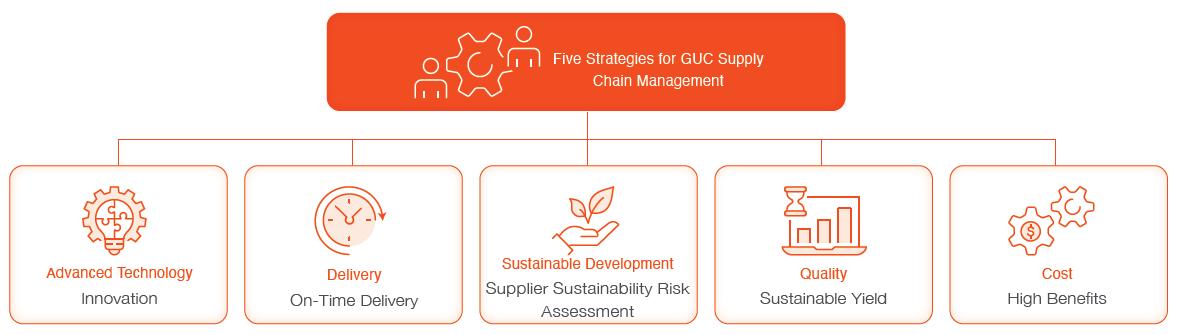 Five Strategies for GUC Supply
Chain Management
Advanced Technology
Innovation
Delivery
On-Time Delivery
Sustainable Development
Supplier Sustainability Risk
Assessment
Quality
Sustainable Yield
$
Cost
High Benefits